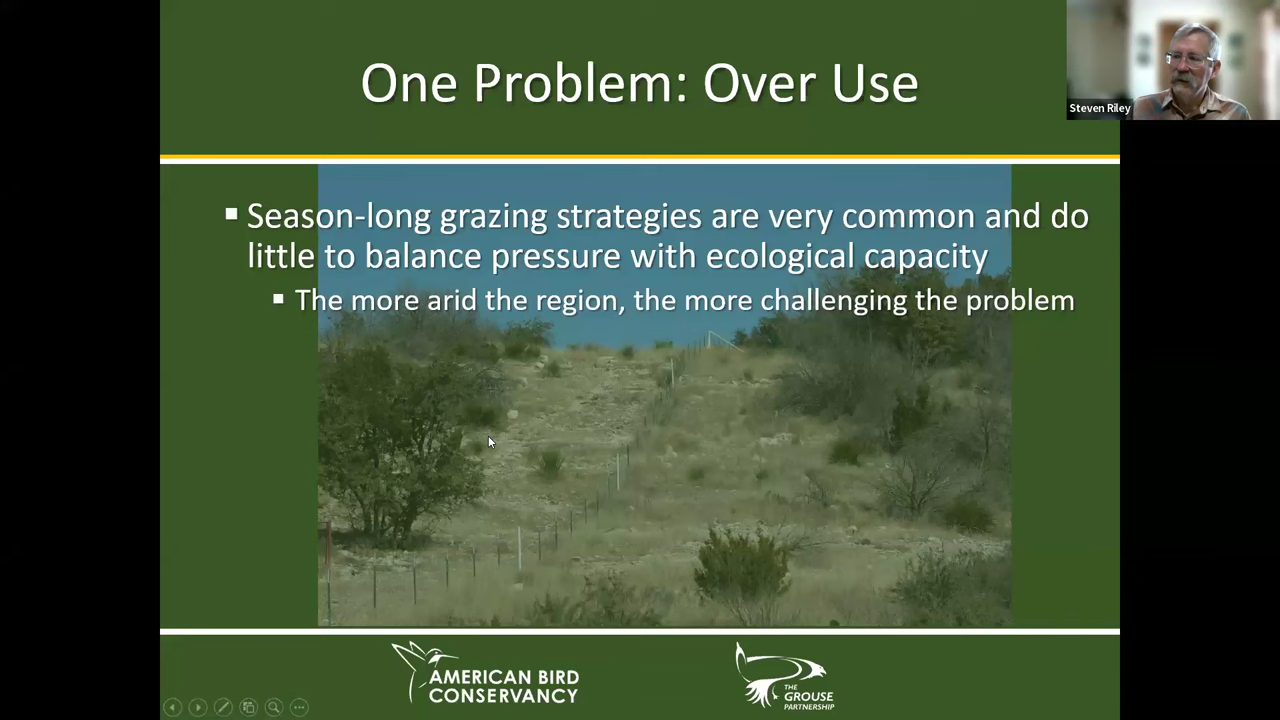 One Problem: Over Use
Steven Riley
Season-long grazing strategies are very common and do
little to balance pressure with ecological capacity
The more arid the region, the more challenging the problem
AMERICAN BIRD
CONSERVANCY
THE
GROUSE
PARTNERSHIP